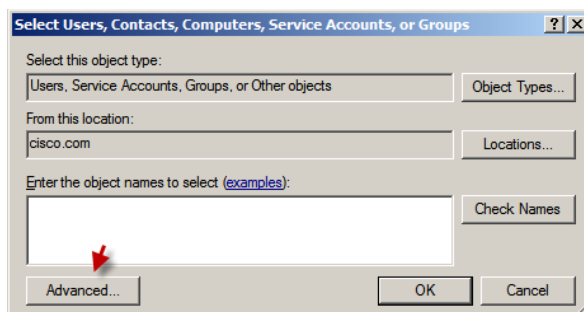 Select Users, Contacts, Computers, Service Accounts, or Groups
Select this object type:
Users, Service Accounts, Groups, or Other objects
Object Types...
From this location:
cisco.com
Locations...
Enter the object names to select (examples):
Check Names
Advanced...
OK
Cancel